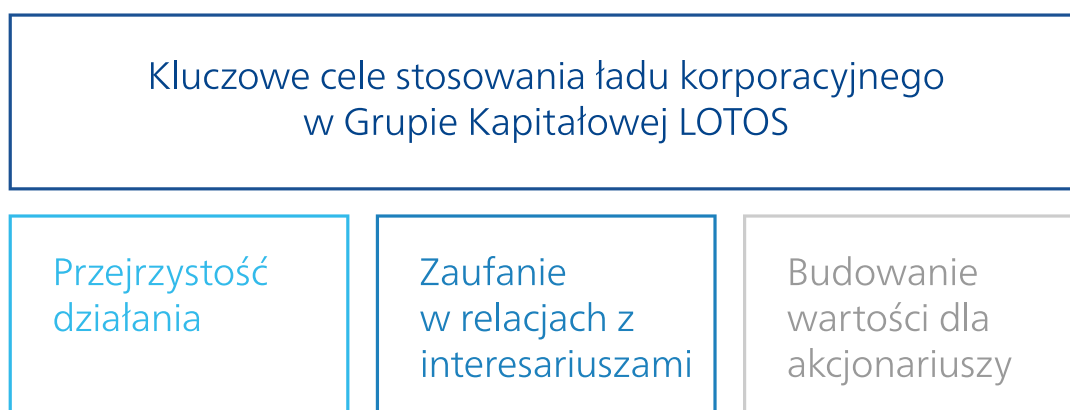 Kluczowe cele stosowania ładu korporacyjnego
w Grupie Kapitałowej LOTOS
Przejrzystość
działania
Zaufanie
w relacjach z
interesariuszami
Budowanie
wartości dla
akcjonariuszy